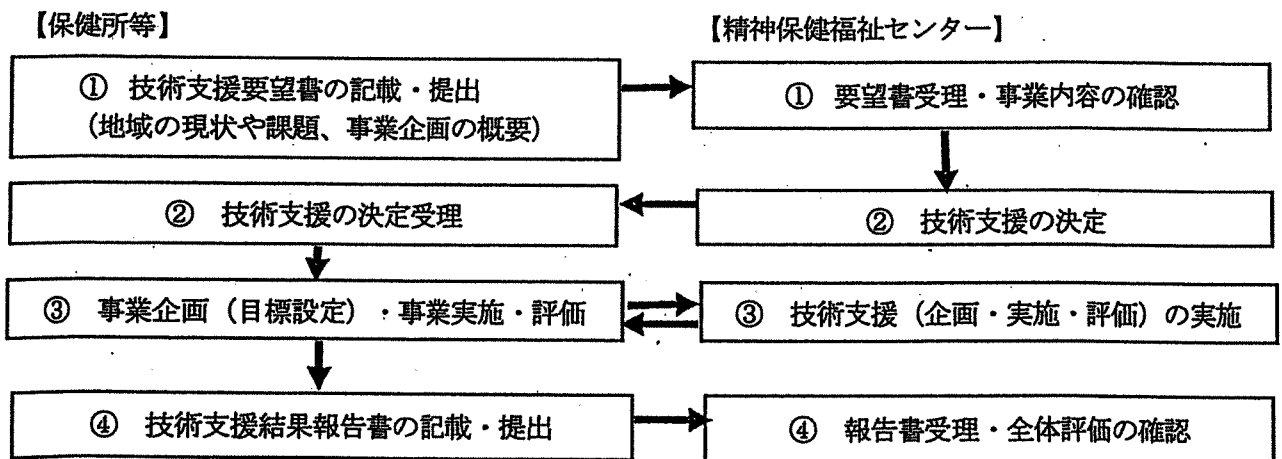 【保健所等】
【精神保健福祉センター】
① 技術支援要望書の記載・提出
（地域の現状や課題、事業企画の概要）
① 要望書受理・事業内容の確認
② 技術支援の決定受理
② 技術支援の決定
③ 事業企画（目標設定）・事業実施・評価
③ 技術支援（企画・実施・評価）の実施
④ 技術支援結果報告書の記載・提出
④ 報告書受理・全体評価の確認